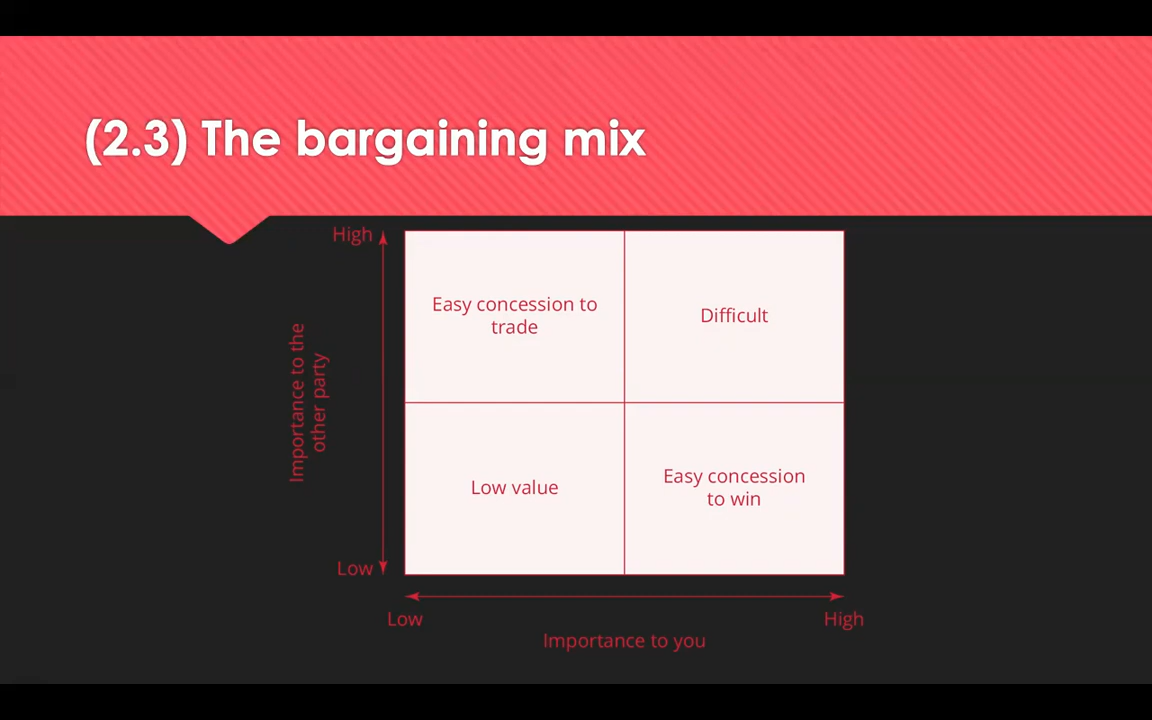 (2.3) The bargaining mix
High
Easy concession to
trade
Difficult
Importance to the
other party
Low value
Easy concession
to win
Low
Low
High
Importance to you